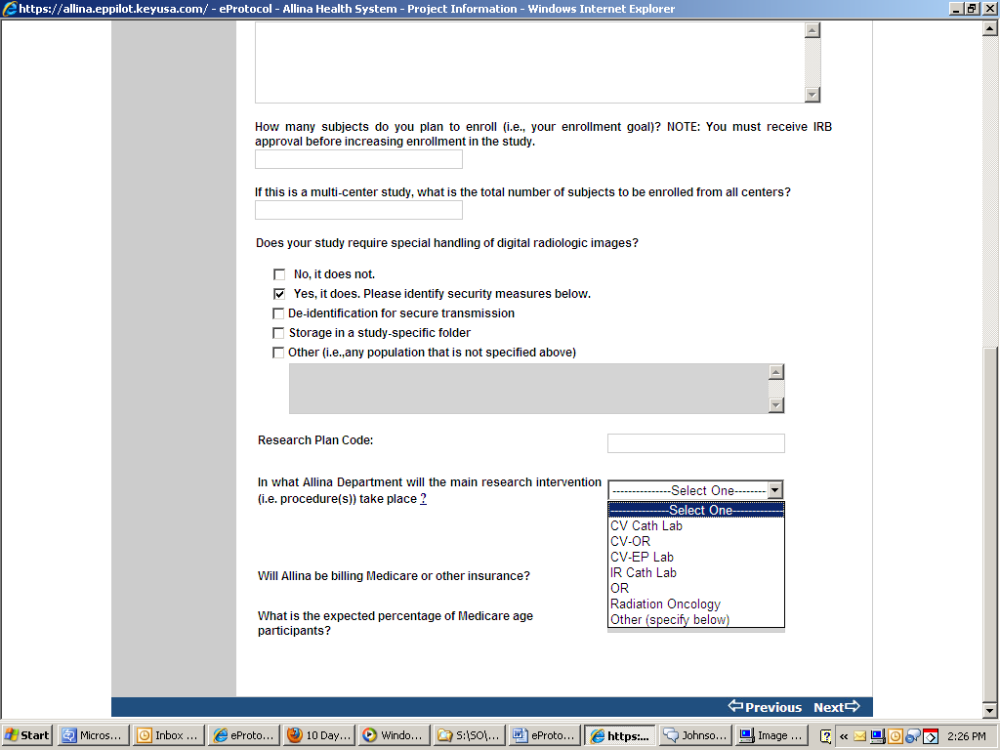 https://allina.eppilot.keyusa.com/ - eProtocol - Allina Health System - Project Information - Windows Internet Explorer
How many subjects do you plan to enroll (i.e., your enrollment goal)? NOTE: You must receive IRB
approval before increasing enrollment in the study.
If this is a multi-center study, what is the total number of subjects to be enrolled from all centers?
Does your study require special handling of digital radiologic images?
No, it does not.
Yes, it does. Please identify security measures below.
De-identification for secure transmission
Storage in a study-specific folder
Other (i.e.,any population that is not specified above)
Research Plan Code:
In what Allina Department will the main research intervention
(i.e. procedure(s)) take place ?
---------------Select One--------
---------------Select One--------
CV Cath Lab
CV-OR
CV-EP Lab
IR Cath Lab
OR
Radiation Oncology
Other (specify below)
Will Allina be billing Medicare or other insurance?
What is the expected percentage of Medicare age
participants?
Previous Next
Start Micros... Inbox ... eProto... 10 Day... Windo... S:\SO\... eProto... https:... Johnso... Image ... « 2:26 PM